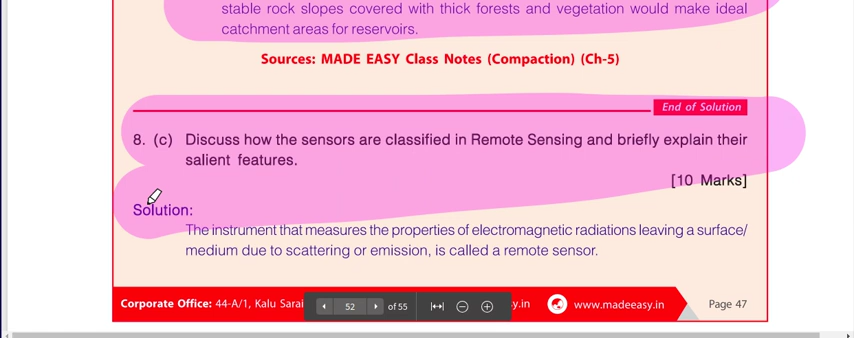 stable rock slopes covered with thick forests and vegetation would make ideal
catchment areas for reservoirs.
Sources: MADE EASY Class Notes (Compaction) (Ch-5)
End of Solution
8. (c) Discuss how the sensors are classified in Remote Sensing and briefly explain their
salient features.
[10 Marks]
Solution:
The instrument that measures the properties of electromagnetic radiations leaving a surface/
medium due to scattering or emission, is called a remote sensor.
Corporate Office: 44-A/1, Kalu Sarai
52 of 55
y.in
www.madeeasy.in
Page 47